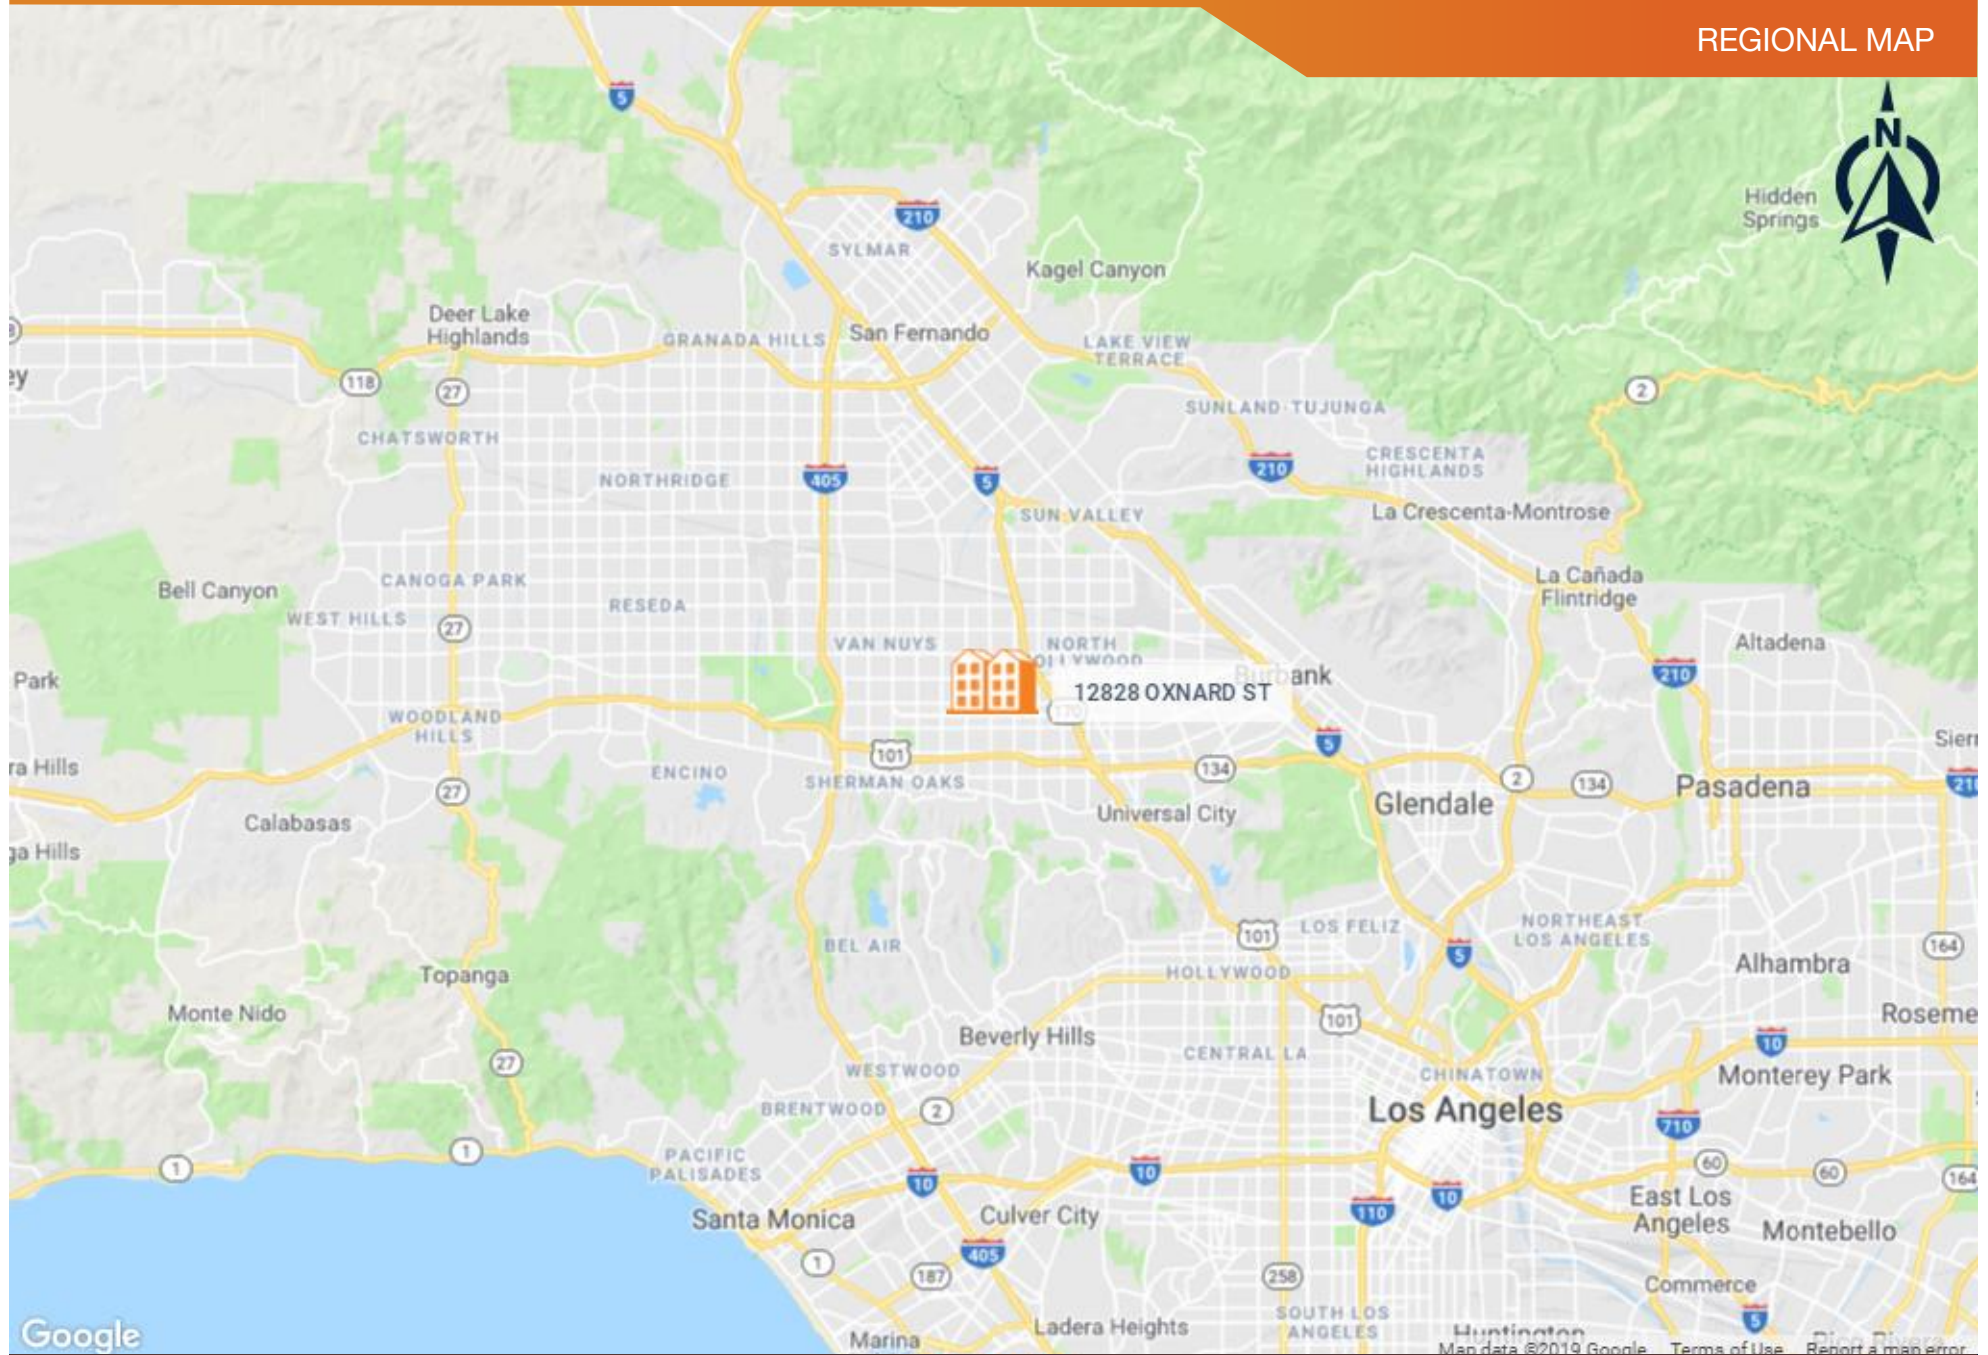 REGIONAL MAP
N
5
210
Hidden
Springs
SYLMAR
Kagel Canyon
Deer Lake
Highlands
GRANADA HILLS
San Fernando
LAKE VIEW
TERRACE
118
27
2
CHATSWORTH
SUNLAND-TUJUNGA
NORTHRIDGE
405
5
210
CRESCENTA
HIGHLANDS
SUN VALLEY
La Crescenta-Montrose
Bell Canyon
CANOGA PARK
WEST HILLS
RESEDA
La Cañada
Flintridge
27
VAN NUYS
NORTH
Altadena
Park
Burbank
210
12828 OXNARD ST
WOODLAND
HILLS
101
5
ENCINO
SHERMAN OAKS
134
2
134
Pasadena
27
Universal City
Glendale
Calabasas
LOS FELIZ
NORTHEAST
LOS ANGELES
101
BEL AIR
5
164
Topanga
HOLLYWOOD
Alhambra
Monte Nido
101
Beverly Hills
10
CENTRAL LA
27
WESTWOOD
CHINATOWN
Monterey Park
BRENTWOOD
2
Los Angeles
710
1
1
PACIFIC
PALISADES
10
10
10
60
60
164
110
East Los
Angeles
Santa Monica
Culver City
Montebello
1
187
405
258
Commerce
5
Google
Marina
Ladera Heights
SOUTH LOS
ANGELES
Huntington
Map data ©2019 Google
Terms of Use
Report a map error